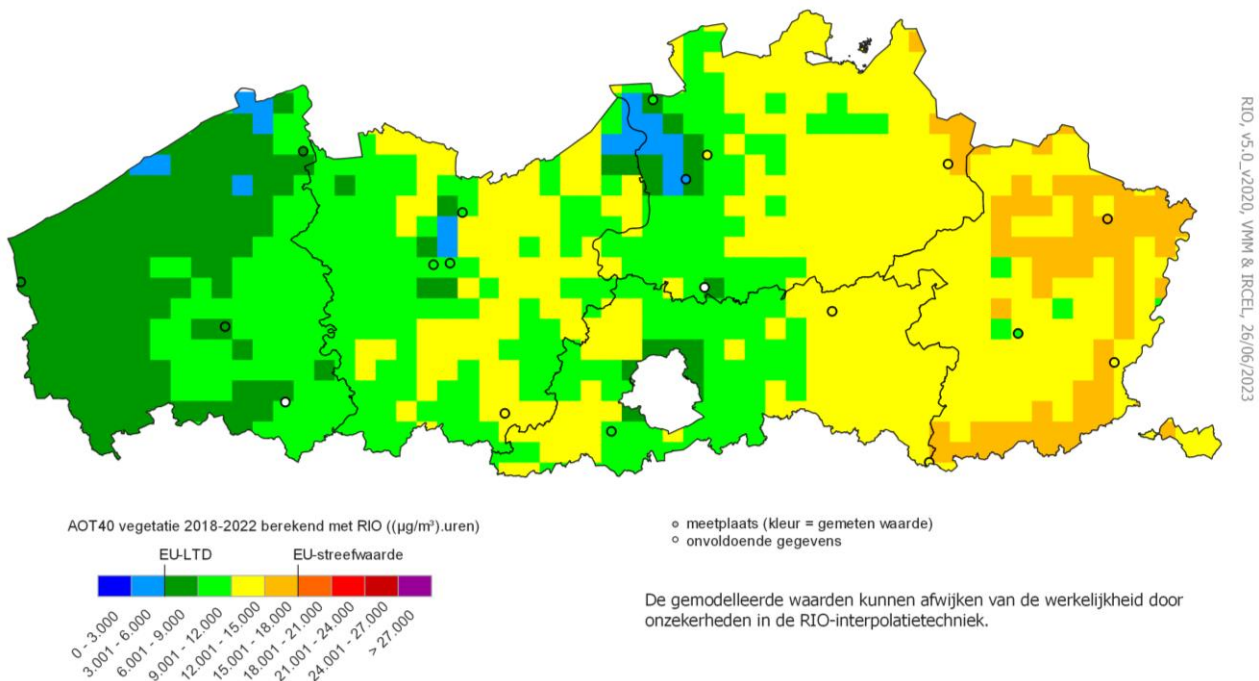 RIO, v5.0_v2020, VMM & IRCEL, 26/06/2023
AOT40 vegetatie 2018-2022 berekend met RIO ((µg/m³).uren)
EU-LTD
EU-streefwaarde
0 - 3.000
3.001 - 6.000
6.001 - 9.000
9.001 - 12.000
12.001 - 15.000
15.001 - 18.000
18.001 - 21.000
21.001 - 24.000
24.001 - 27.000
> 27.000
meetplaats (kleur = gemeten waarde)
onvoldoende gegevens
De gemodelleerde waarden kunnen afwijken van de werkelijkheid door
onzekerheden in de RIO-interpolatietechniek.